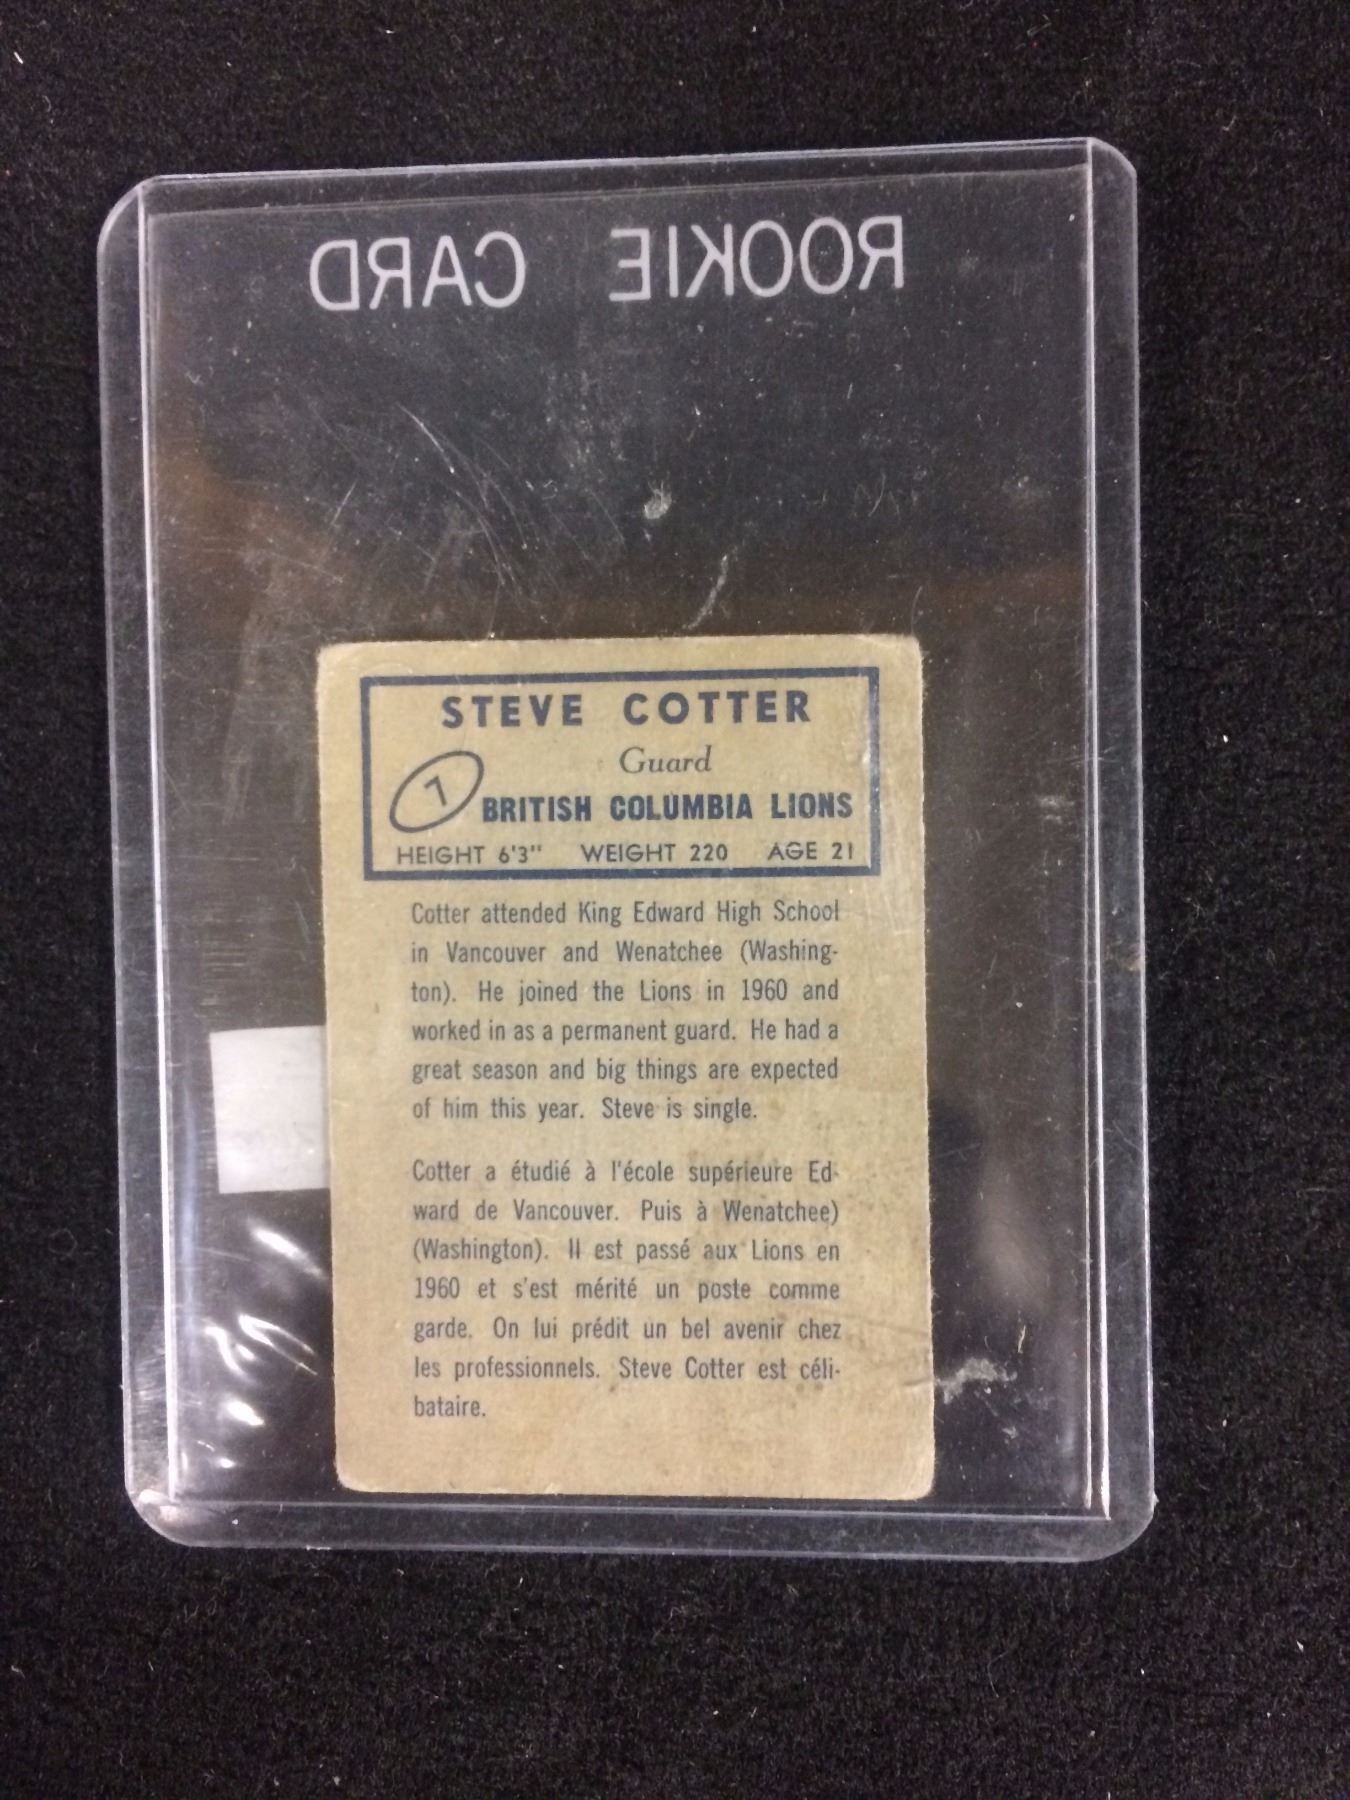 ROOKIE CARD
STEVE COTTER
Guard
7
BRITISH COLUMBIA LIONS
HEIGHT 6'3" WEIGHT 220 AGE 21
Cotter attended King Edward High School
in Vancouver and Wenatchee (Washing-
ton). He joined the Lions in 1960 and
worked in as a permanent guard. He had a
great season and big things are expected
of him this year. Steve is single.
Cotter a étudié à l'école supérieure Ed-
ward de Vancouver. Puis à Wenatchee)
(Washington). Il est passé aux Lions en
1960 et s'est mérité un poste comme
garde. On lui prédit un bel avenir chez
les professionnels. Steve Cotter est céli-
bataire.